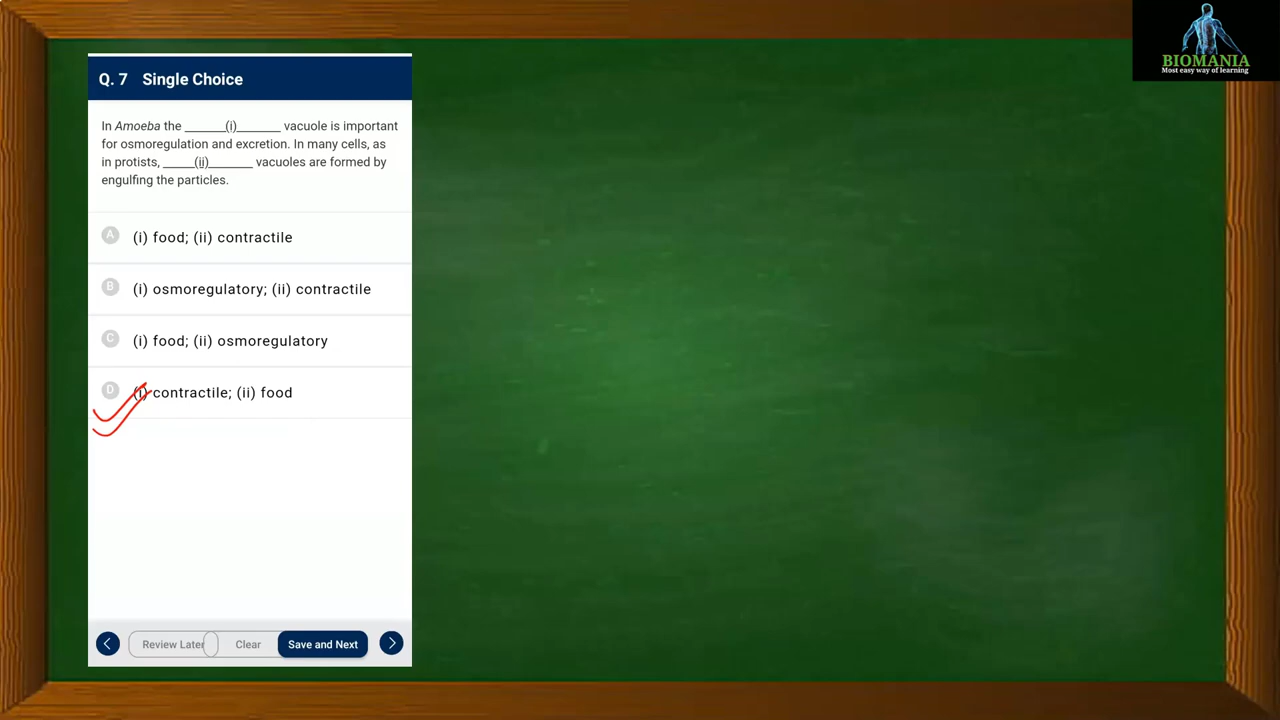 BIOMANIA
Most easy way of learning
Q. 7 Single Choice
In Amoeba the _______(i)_______ vacuole is important
for osmoregulation and excretion. In many cells, as
in protists, _____(ii)_______ vacuoles are formed by
engulfing the particles.
A (i) food; (ii) contractile
B (i) osmoregulatory; (ii) contractile
C (i) food; (ii) osmoregulatory
D (i) contractile; (ii) food
Review Later Clear Save and Next